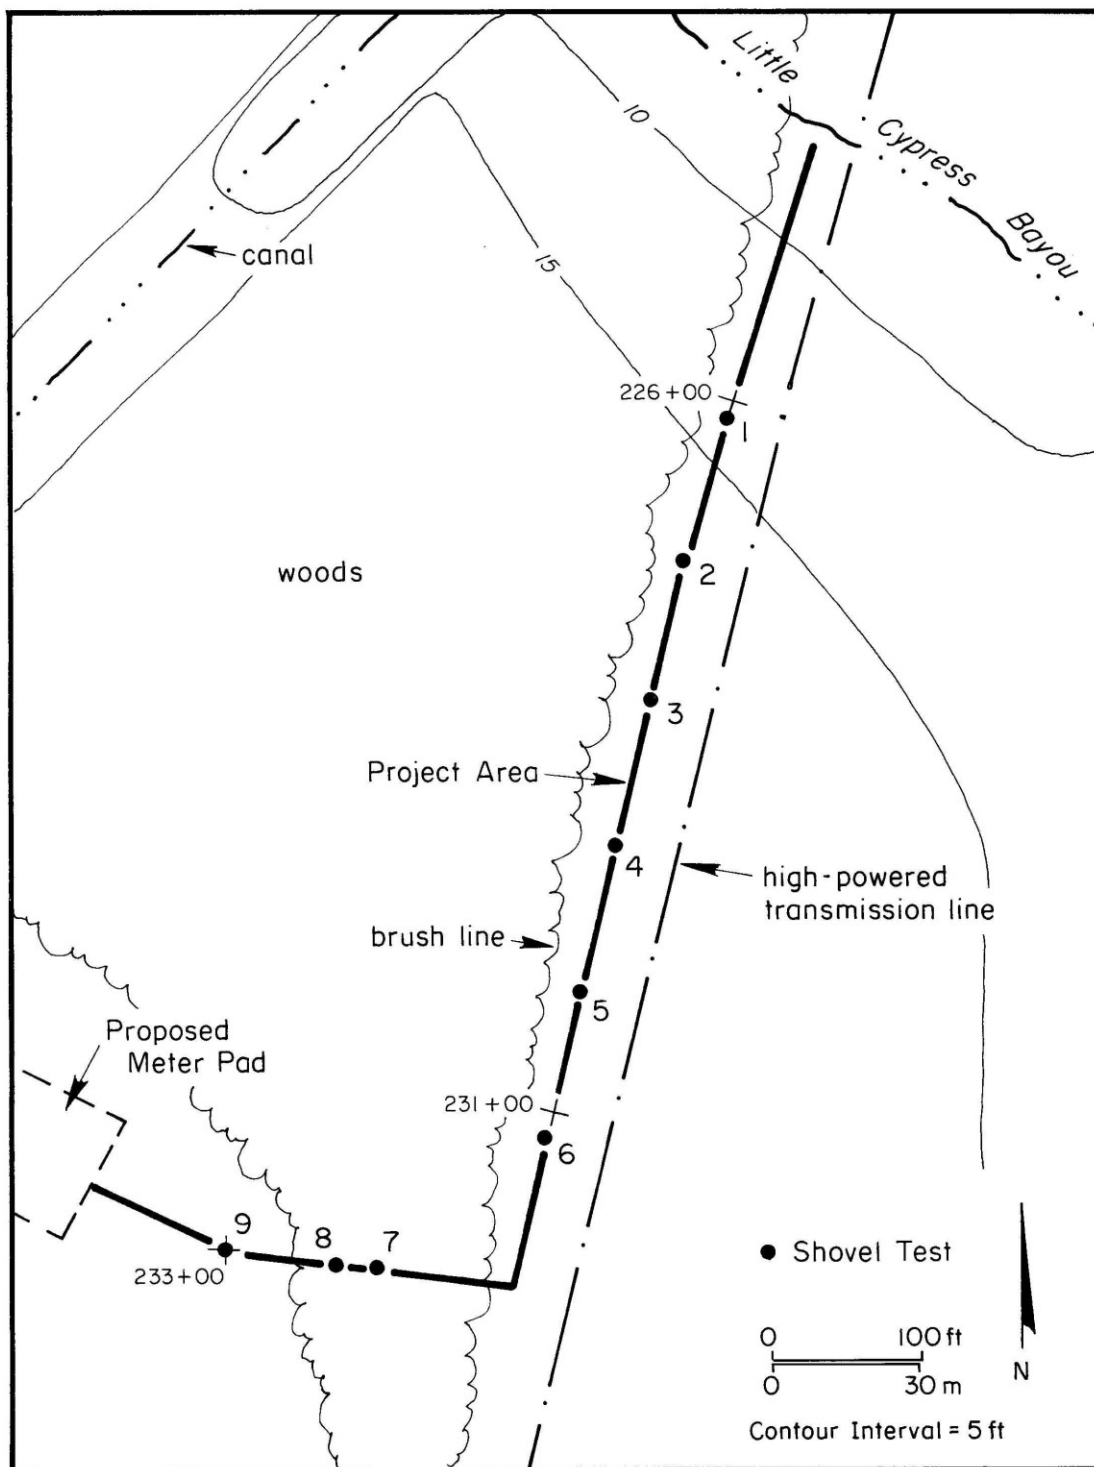 Little
Cypress
Bayou
10
15
canal
226+00
1
woods
2
3
Project Area
4
high-powered
transmission line
brush line
5
Proposed
Meter Pad
231+00
6
9
8
7
233+00
Shovel Test
0 100 ft
0 30 m
N
Contour Interval = 5 ft